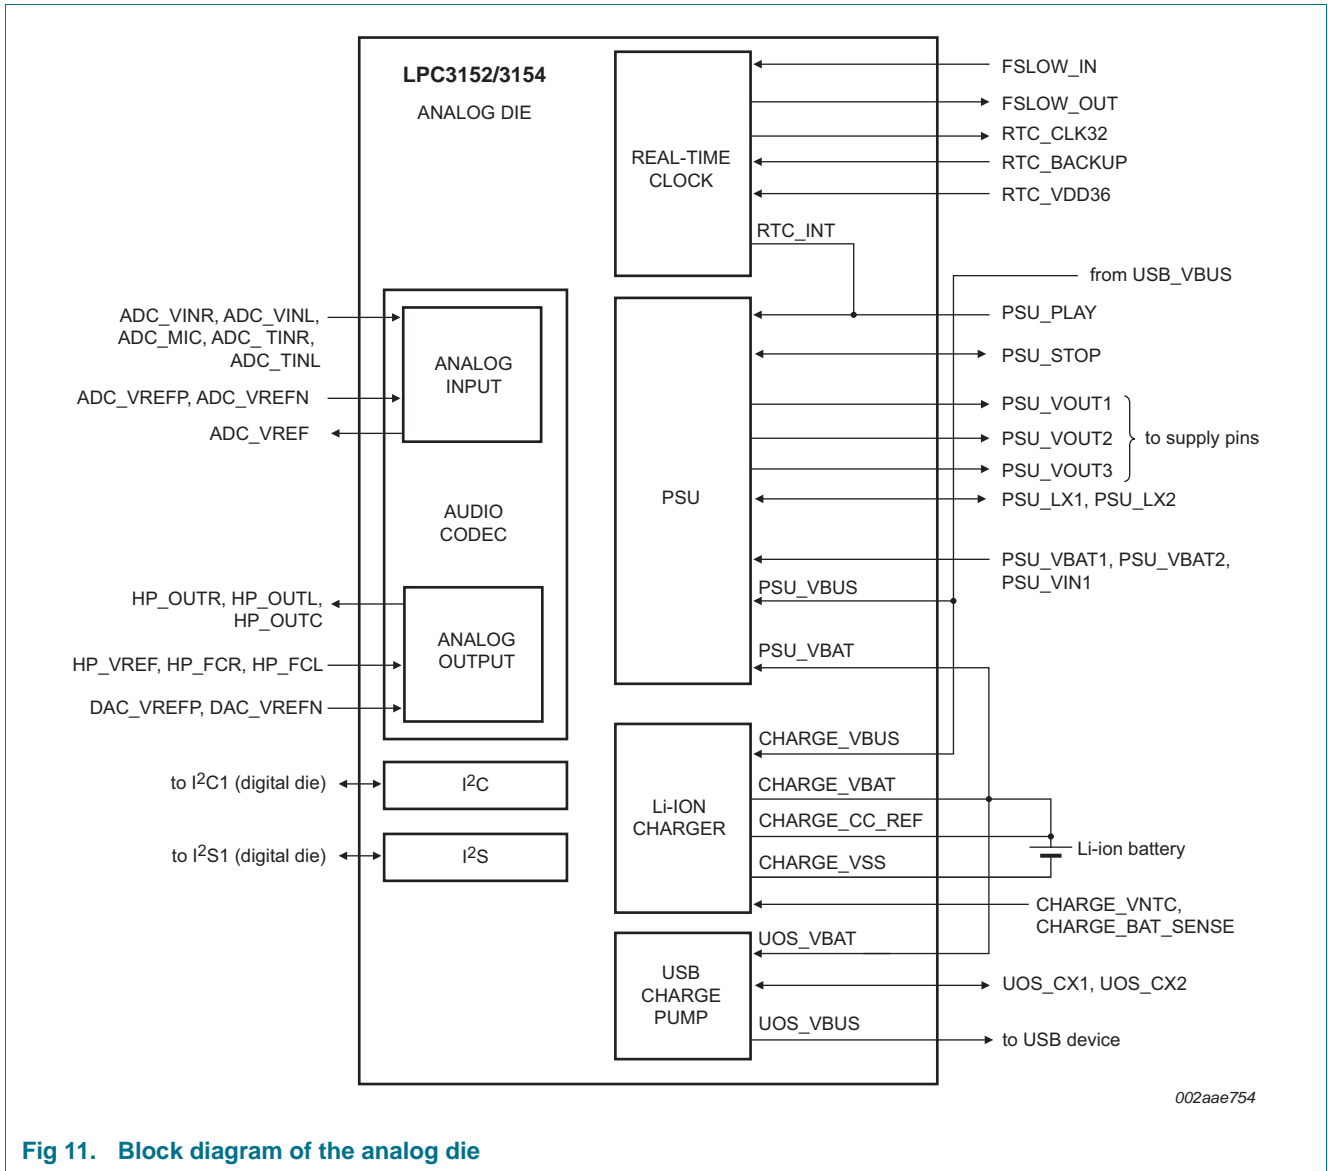 LPC3152/3154
ANALOG DIE
REAL-TIME
CLOCK
FSLOW_IN
FSLOW_OUT
RTC_CLK32
RTC_BACKUP
RTC_VDD36
RTC_INT
from USB_VBUS
ADC_VINR, ADC_VINL,
ADC_MIC, ADC_ TINR,
ADC_TINL
ADC_VREFP, ADC_VREFN
ADC_VREF
ANALOG
INPUT
AUDIO
CODEC
HP_OUTR, HP_OUTL,
HP_OUTC
HP_VREF, HP_FCR, HP_FCL
DAC_VREFP, DAC_VREFN
ANALOG
OUTPUT
PSU
PSU_PLAY
PSU_STOP
PSU_VOUT1
PSU_VOUT2
PSU_VOUT3
to supply pins
PSU_LX1, PSU_LX2
PSU_VBAT1, PSU_VBAT2,
PSU_VIN1
PSU_VBUS
PSU_VBAT
to I2C1 (digital die)
I2C
to I2S1 (digital die)
I2S
Li-ION
CHARGER
CHARGE_VBUS
CHARGE_VBAT
CHARGE_CC_REF
CHARGE_VSS
Li-ion battery
CHARGE_VNTC,
CHARGE_BAT_SENSE
USB
CHARGE
PUMP
UOS_VBAT
UOS_CX1, UOS_CX2
UOS_VBUS
to USB device
002aae754
Fig 11. Block diagram of the analog die